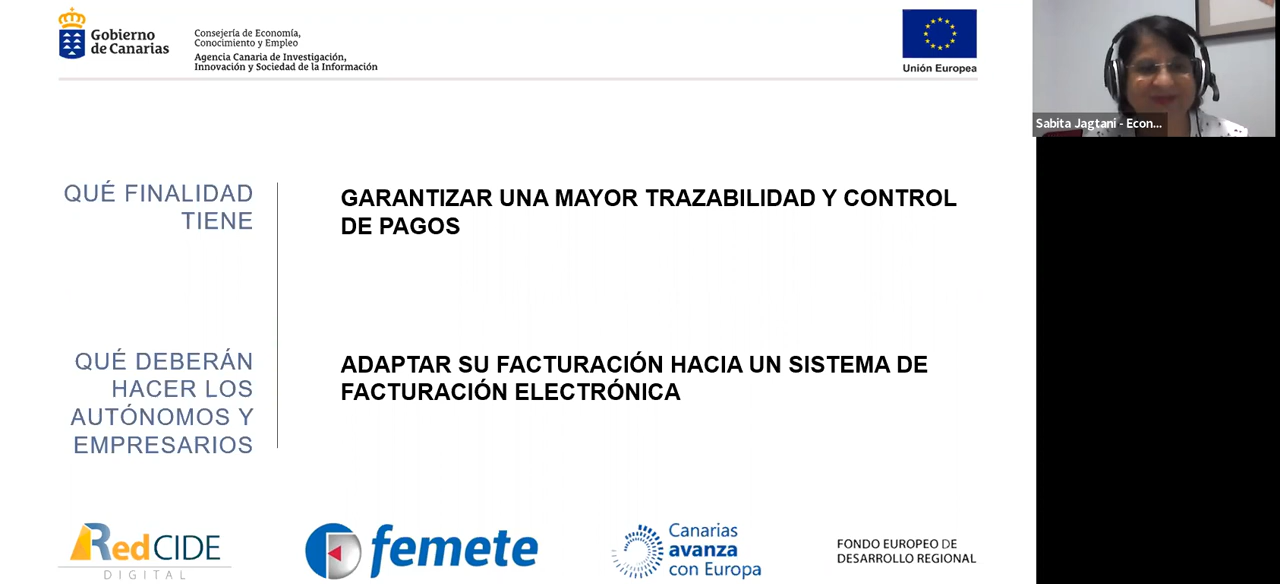 Gobierno
de Canarias
Consejería de Economía,
Conocimiento y Empleo
Agencia Canaria de Investigación,
Innovación y Sociedad de la Información
Unión Europea
Sabita Jagtani - Econ...
QUÉ FINALIDAD
TIENE
GARANTIZAR UNA MAYOR TRAZABILIDAD Y CONTROL
DE PAGOS
QUÉ DEBERÁN
HACER LOS
AUTÓNOMOS Y
EMPRESARIOS
ADAPTAR SU FACTURACIÓN HACIA UN SISTEMA DE
FACTURACIÓN ELECTRÓNICA
RedCIDE
DIGITAL
femete
Canarias
avanza
con Europa
FONDO EUROPEO DE
DESARROLLO REGIONAL